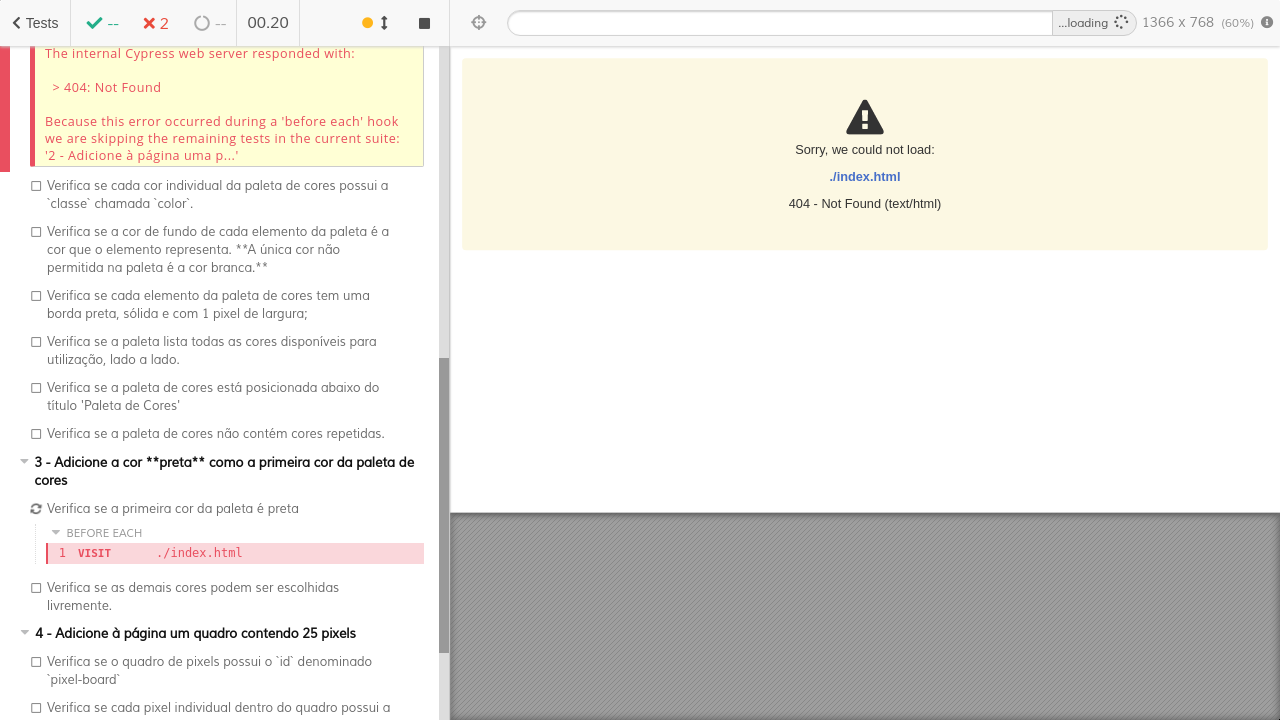 Tests
--
2
--
00.20
...loading
1366 x 768 (60%)
The internal Cypress web server responded with:
> 404: Not Found
Because this error occurred during a 'before each' hook
we are skipping the remaining tests in the current suite:
'2 - Adicione à página uma p...'
Verifica se cada cor individual da paleta de cores possui a
`classe` chamada `color`.
Verifica se a cor de fundo de cada elemento da paleta é a
cor que o elemento representa. **A única cor não
permitida na paleta é a cor branca.**
Verifica se cada elemento da paleta de cores tem uma
borda preta, sólida e com 1 pixel de largura;
Verifica se a paleta lista todas as cores disponíveis para
utilização, lado a lado.
Verifica se a paleta de cores está posicionada abaixo do
título 'Paleta de Cores'
Verifica se a paleta de cores não contém cores repetidas.
3 - Adicione a cor **preta** como a primeira cor da paleta de
cores
Verifica se a primeira cor da paleta é preta
BEFORE EACH
1 VISIT ./index.html
Verifica se as demais cores podem ser escolhidas
livremente.
4 - Adicione à página um quadro contendo 25 pixels
Verifica se o quadro de pixels possui o `id` denominado
`pixel-board`
Verifica se cada pixel individual dentro do quadro possui a
Sorry, we could not load:
./index.html
404 - Not Found (text/html)